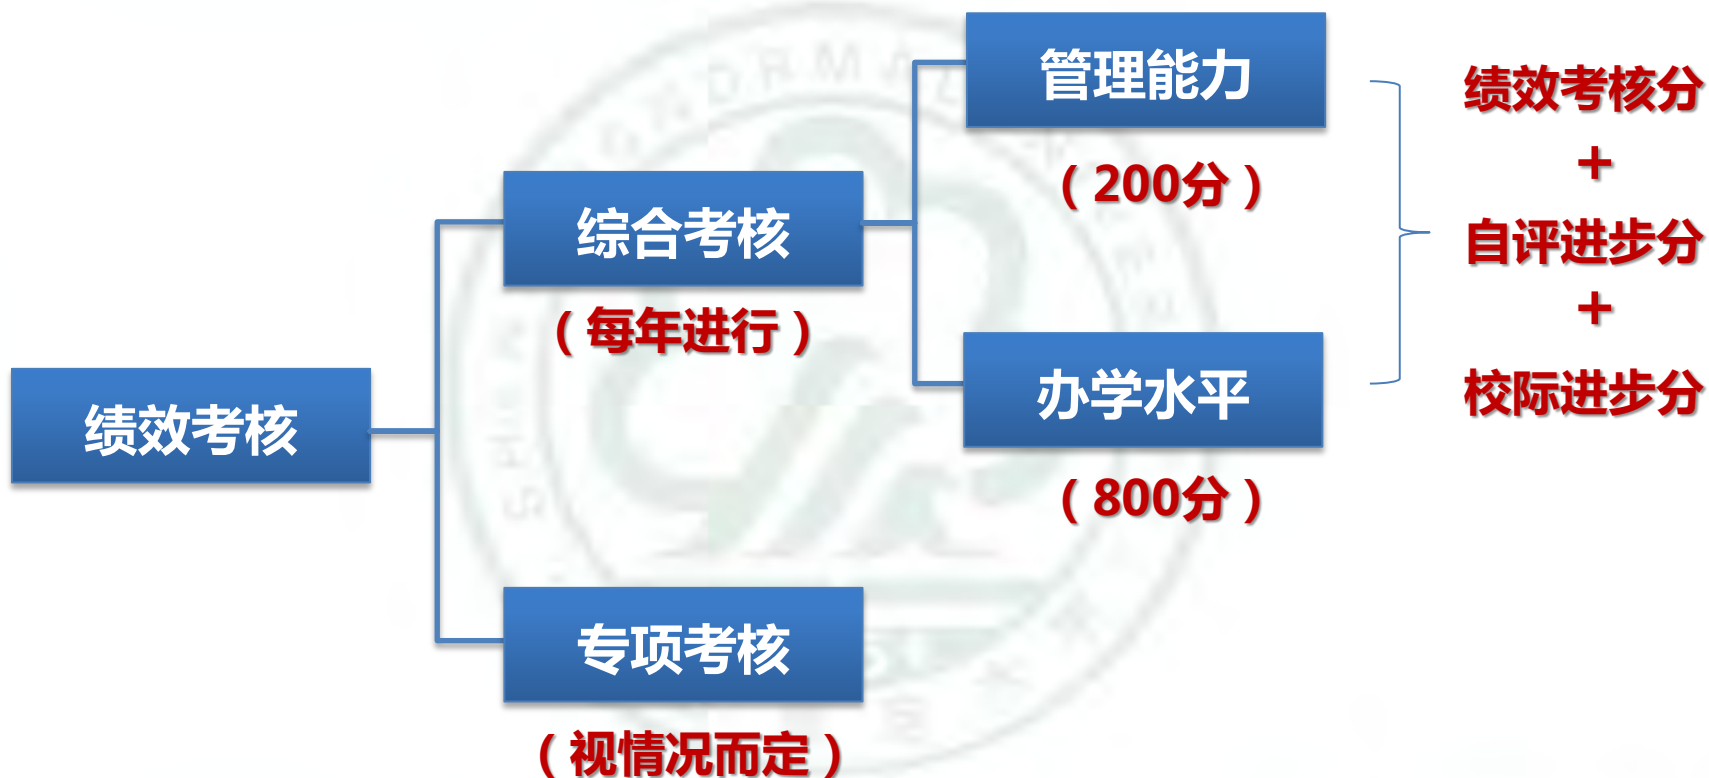 管理能力
（200分）
绩效考核分
+
自评进步分
+
校际进步分
综合考核
（每年进行）
办学水平
（800分）
绩效考核
专项考核
（视情况而定）